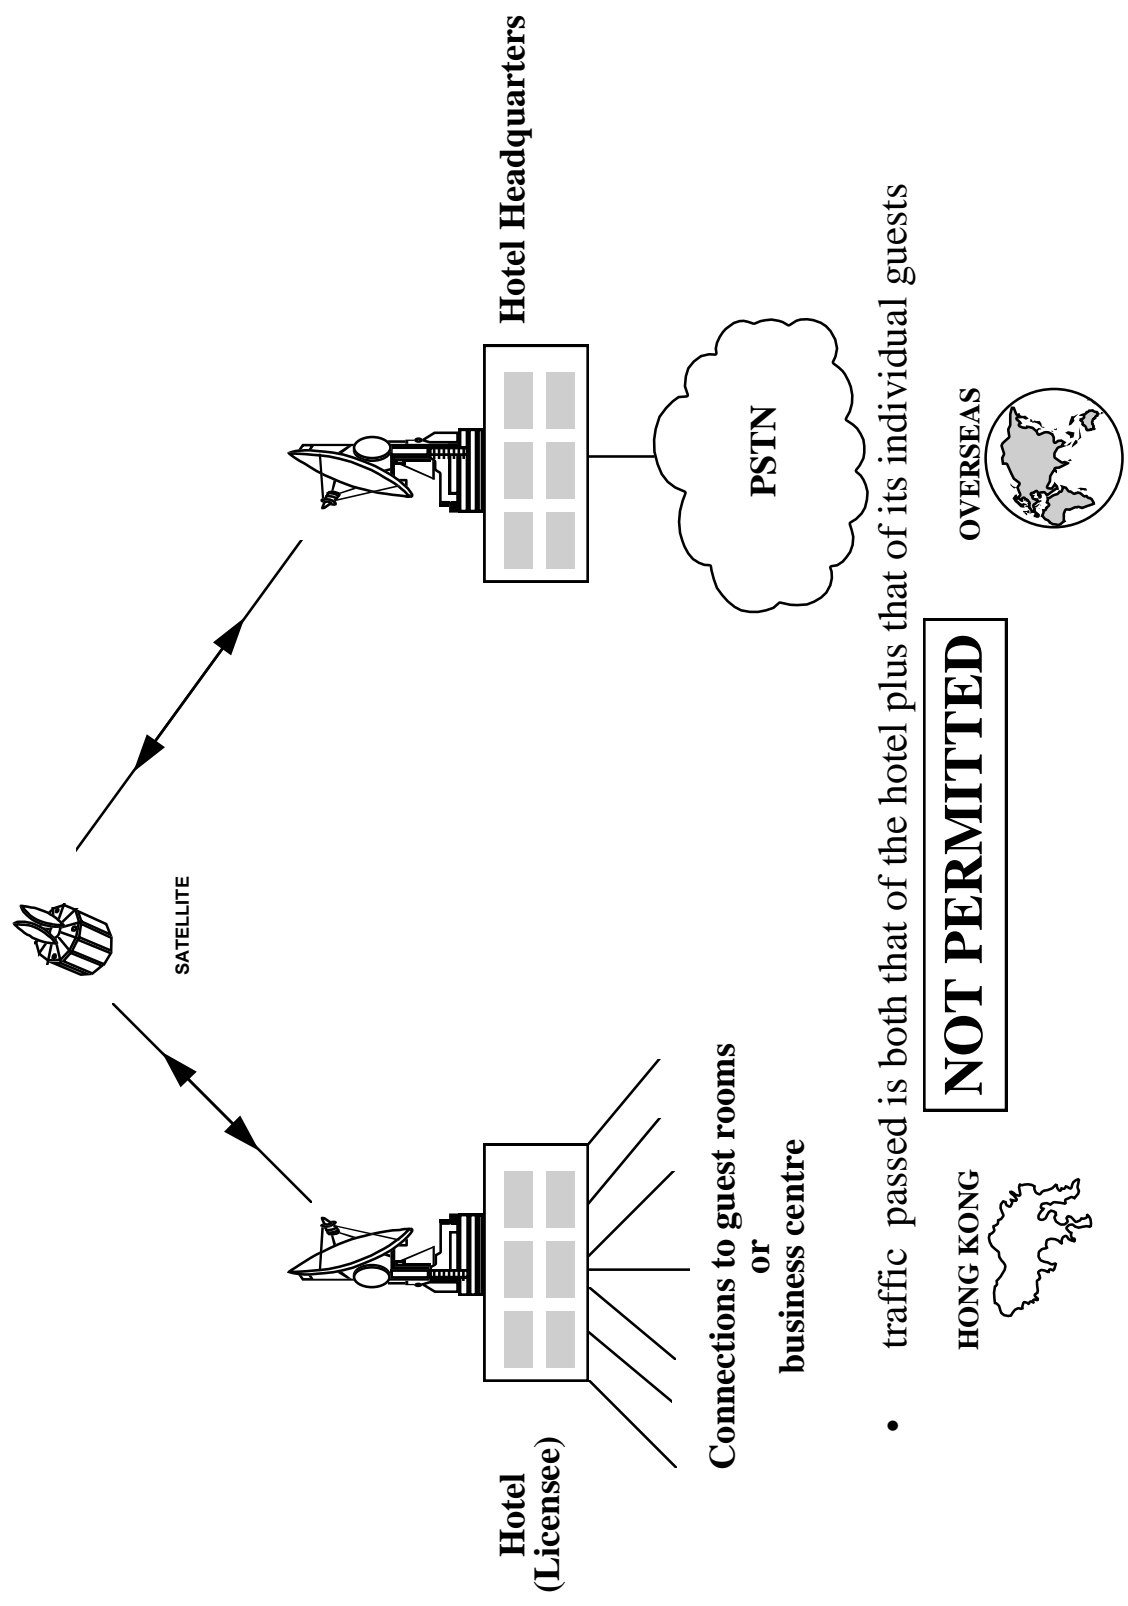 SATELLITE
Hotel
(Licensee)
Hotel Headquarters
Connections to guest rooms
or
business centre
PSTN
• traffic passed is both that of the hotel plus that of its individual guests
HONG KONG
NOT PERMITTED
OVERSEAS